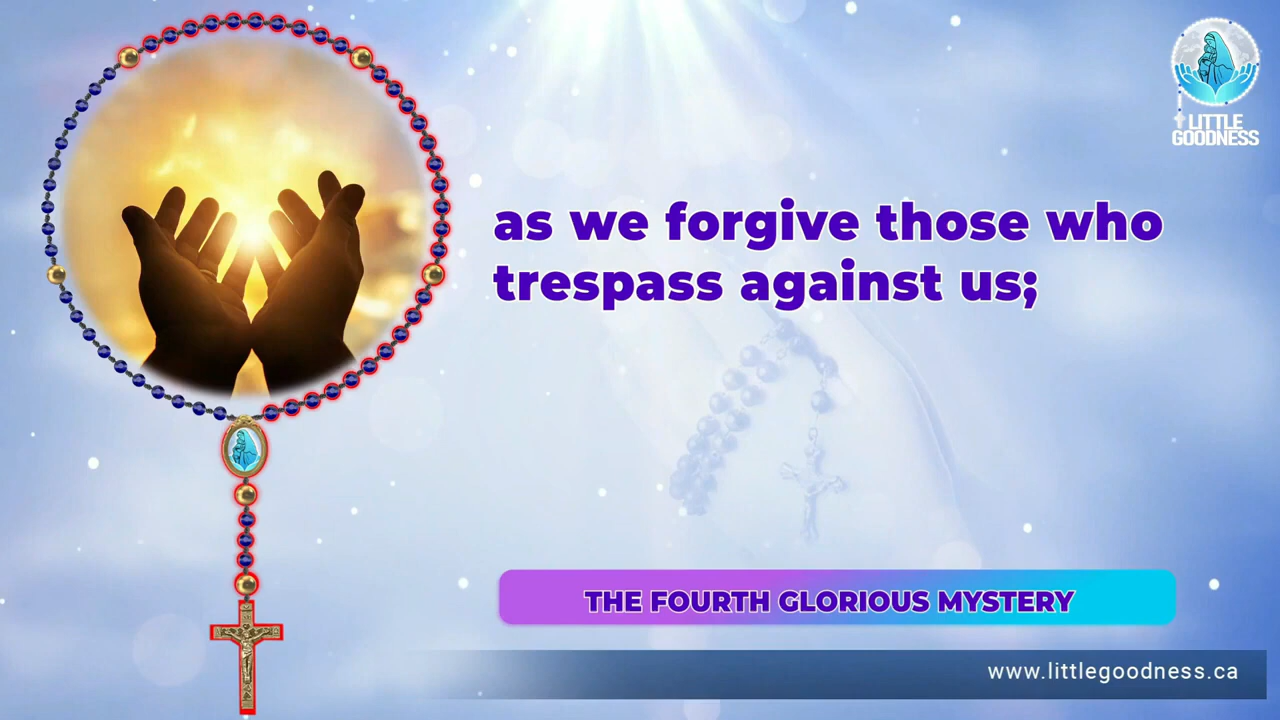 LITTLE
GOODNESS
as we forgive those who
trespass against us;
THE FOURTH GLORIOUS MYSTERY
www.littlegoodness.ca